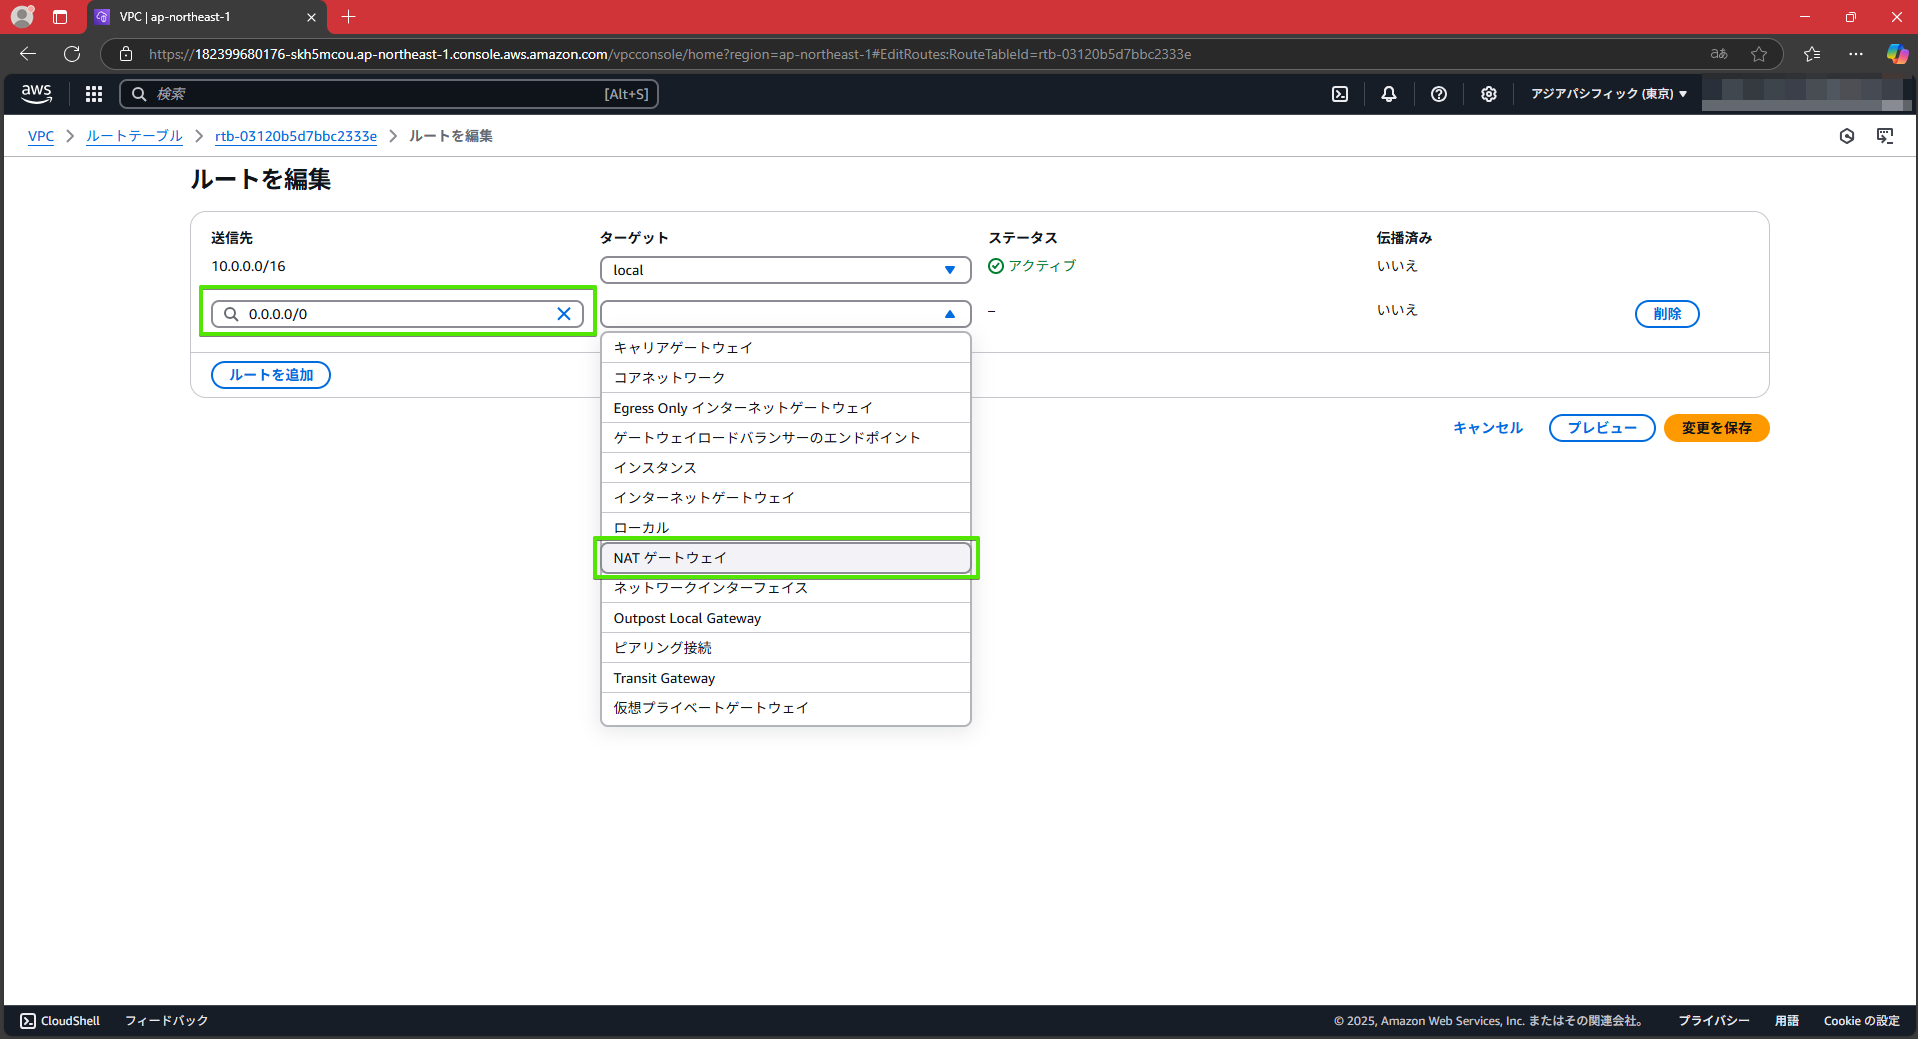 VPC | ap-northeast-1
https://182399680176-skh5mcou.ap-northeast-1.console.aws.amazon.com/vpcconsole/home?region=ap-northeast-1#EditRoutes:RouteTableId=rtb-03120b5d7bbc2333e
aあ
aws
検索
[Alt+S]
アジアパシフィック (東京)
VPC
ルートテーブル
rtb-03120b5d7bbc2333e
ルートを編集
ルートを編集
送信先
ターゲット
ステータス
伝播済み
10.0.0.0/16
local
アクティブ
いいえ
0.0.0.0/0
–
いいえ
削除
キャリアゲートウェイ
コアネットワーク
Egress Only インターネットゲートウェイ
ゲートウェイロードバランサーのエンドポイント
インスタンス
インターネットゲートウェイ
ローカル
NAT ゲートウェイ
ネットワークインターフェイス
Outpost Local Gateway
ピアリング接続
Transit Gateway
仮想プライベートゲートウェイ
ルートを追加
キャンセル
プレビュー
変更を保存
CloudShell
フィードバック
© 2025, Amazon Web Services, Inc. またはその関連会社。
プライバシー
用語
Cookie の設定